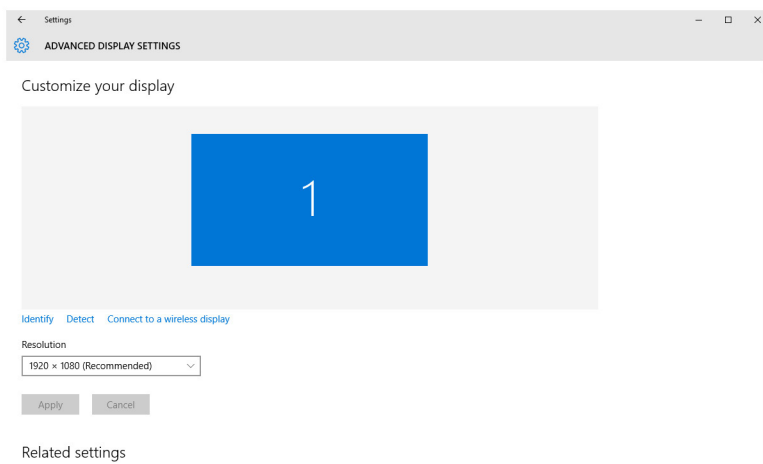 Settings
ADVANCED DISPLAY SETTINGS
Customize your display
1
Identify Detect Connect to a wireless display
Resolution
1920 × 1080 (Recommended)
Apply Cancel
Related settings